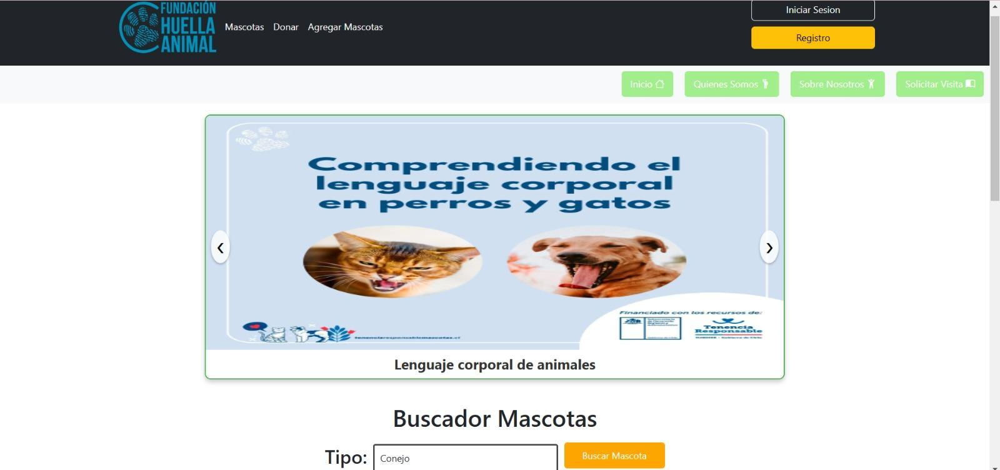 FUNDACIÓN
HUELLA
ANIMAL
Mascotas Donar Agregar Mascotas
Iniciar Sesion
Registro
Inicio Quienes Somos Sobre Nosotros Solicitar Visita
Comprendiendo el
lenguaje corporal
en perros y gatos
‹ ›
Financiado con los recursos de:
Tenencia
Responsable
tenenciaresponsablemascotas.cl
Lenguaje corporal de animales
Buscador Mascotas
Tipo: Conejo Buscar Mascota